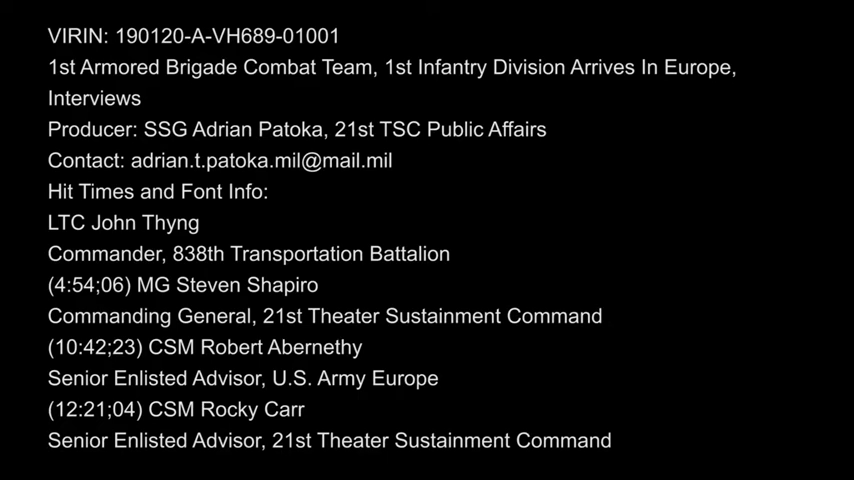 VIRIN: 190120-A-VH689-01001
1st Armored Brigade Combat Team, 1st Infantry Division Arrives In Europe,
Interviews
Producer: SSG Adrian Patoka, 21st TSC Public Affairs
Contact: adrian.t.patoka.mil@mail.mil
Hit Times and Font Info:
LTC John Thyng
Commander, 838th Transportation Battalion
(4:54;06) MG Steven Shapiro
Commanding General, 21st Theater Sustainment Command
(10:42;23) CSM Robert Abernethy
Senior Enlisted Advisor, U.S. Army Europe
(12:21;04) CSM Rocky Carr
Senior Enlisted Advisor, 21st Theater Sustainment Command